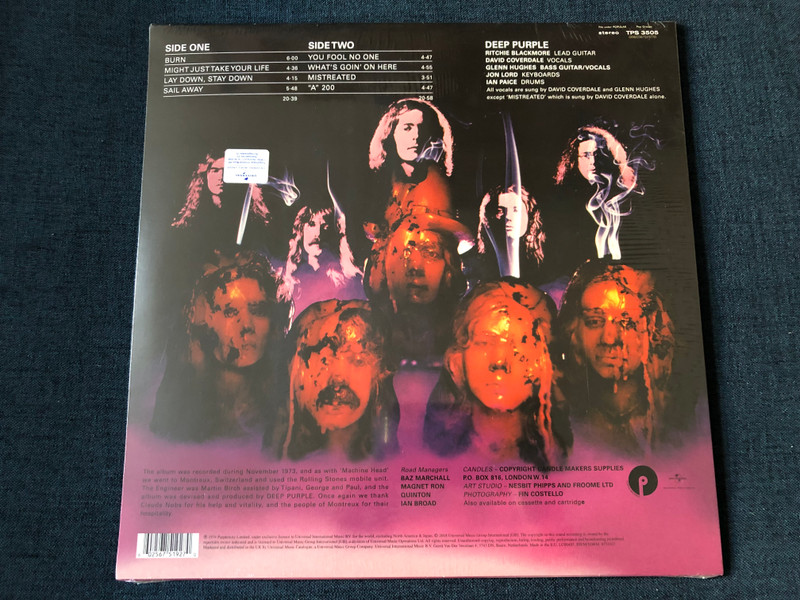 File under POPULAR
stereo TPS 3505
SIDE ONE
BURN 6·00
MIGHT JUST TAKE YOUR LIFE 4·36
LAY DOWN, STAY DOWN 4·15
SAIL AWAY 5·48
20·39
SIDE TWO
YOU FOOL NO ONE 4·47
WHAT'S GOIN' ON HERE 4·55
MISTREATED 3·51
"A" 200 4·47
20·58
DEEP PURPLE
RITCHIE BLACKMORE LEAD GUITAR
DAVID COVERDALE VOCALS
GLENN HUGHES BASS GUITAR/VOCALS
JON LORD KEYBOARDS
IAN PAICE DRUMS
All vocals are sung by DAVID COVERDALE and GLENN HUGHES
except 'MISTREATED' which is sung by DAVID COVERDALE alone.
The album was recorded during November 1973, and as with 'Machine Head'
we went to Montreux, Switzerland and used the Rolling Stones mobile unit.
The Engineer was Martin Birch assisted by Tipani, George and Paul, and the
album was devised and produced by DEEP PURPLE. Once again we thank
Claude Nobs for his help and vitality, and the people of Montreux for their
hospitality.
Road Managers
BAZ MARCHALL
MAGNET RON
QUINTON
IAN BROAD
CANDLES - COPYRIGHT CANDLE MAKERS SUPPLIES
P.O. BOX 816, LONDON W.14
ART STUDIO - NESBIT PHIPPS AND FROOME LTD
PHOTOGRAPHY - FIN COSTELLO
Also available on cassette and cartridge
P